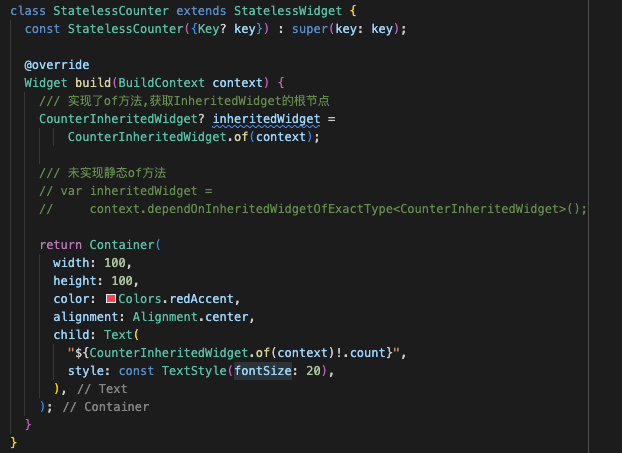 class StatelessCounter extends StatelessWidget {
  const StatelessCounter({Key? key}) : super(key: key);

  @override
  Widget build(BuildContext context) {
    /// 实现了of方法,获取InheritedWidget的根节点
    CounterInheritedWidget? inheritedWidget =
        CounterInheritedWidget.of(context);

    /// 未实现静态of方法
    // var inheritedWidget =
    //     context.dependOnInheritedWidgetOfExactType<CounterInheritedWidget>();

    return Container(
      width: 100,
      height: 100,
      color: Colors.redAccent,
      alignment: Alignment.center,
      child: Text(
        "${CounterInheritedWidget.of(context)!.count}",
        style: const TextStyle(fontSize: 20),
      ), // Text
    ); // Container
  }
}